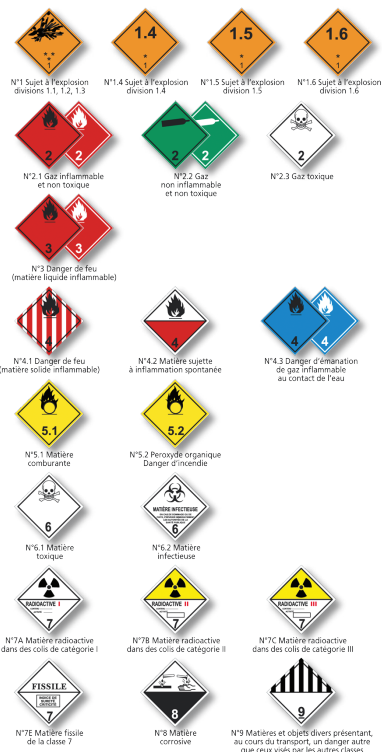 1.4
1.5
1.6
* *
*
*
*
*
1
1
1
1
N°1 Sujet à l'explosion
divisions 1.1, 1.2, 1.3
N°1.4 Sujet à l'explosion
division 1.4
N°1.5 Sujet à l'explosion
division 1.5
N°1.6 Sujet à l'explosion
division 1.6
2
2
2
2
2
N°2.1 Gaz inflammable
et non toxique
N°2.2 Gaz
non inflammable
et non toxique
N°2.3 Gaz toxique
3
3
N°3 Danger de feu
(matière liquide inflammable)
4
4
4
4
N°4.1 Danger de feu
(matière solide inflammable)
N°4.2 Matière sujette
à inflammation spontanée
N°4.3 Danger d'émanation
de gaz inflammable
au contact de l'eau
5.1
5.2
N°5.1 Matière
comburante
N°5.2 Peroxyde organique
Danger d'incendie
6
MATIÈRE INFECTIEUSE
6
N°6.1 Matière
toxique
N°6.2 Matière
infectieuse
RADIOACTIVE I
7
RADIOACTIVE II
7
RADIOACTIVE III
7
N°7A Matière radioactive
dans des colis de catégorie I
N°7B Matière radioactive
dans des colis de catégorie II
N°7C Matière radioactive
dans des colis de catégorie III
FISSILE
INDICE DE
SÛRETÉ
CRITICITÉ
7
8
9
N°7E Matière fissile
de la classe 7
N°8 Matière
corrosive
N°9 Matières et objets divers présentant,
au cours du transport, un danger autre
que ceux visés par les autres classes